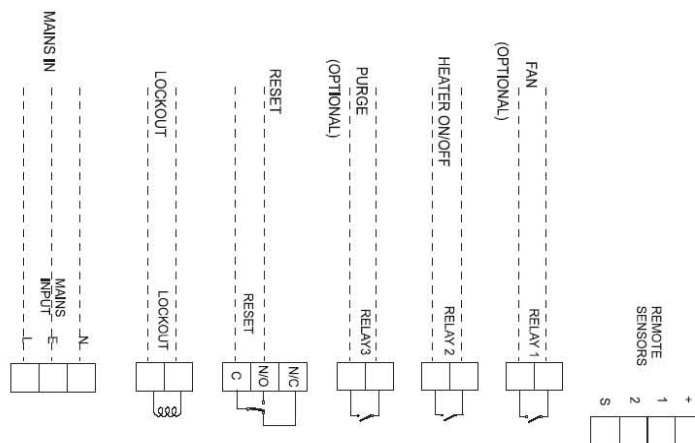 MAINS IN
LOCKOUT
RESET
PURGE
(OPTIONAL)
HEATER ON/OFF
FAN
(OPTIONAL)
MAINS
INPUT
L
E
N
LOCKOUT
RESET
C
N/O
N/C
RELAY3
RELAY 2
RELAY 1
REMOTE
SENSORS
S
2
1
+